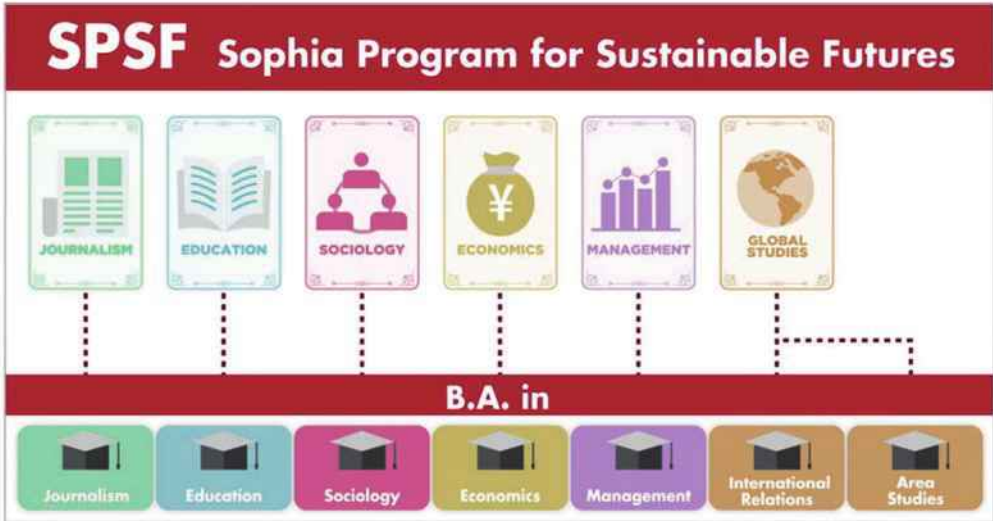 SPSF Sophia Program for Sustainable Futures
JOURNALISM
EDUCATION
SOCIOLOGY
¥
ECONOMICS
MANAGEMENT
GLOBAL
STUDIES
B.A. in
Journalism
Education
Sociology
Economics
Management
International
Relations
Area
Studies